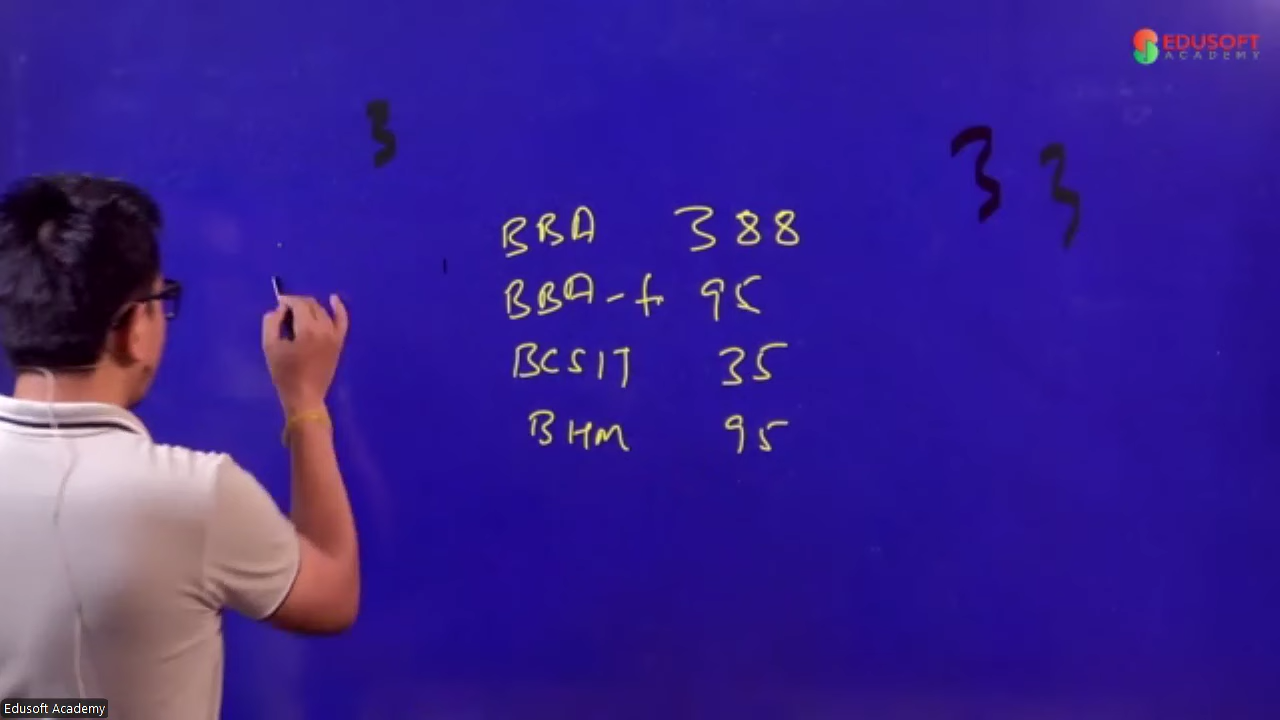 EDUSOFT
ACADEMY
3
3 3
BBA 388
BBA-f 95
BCSIT 35
BHM 95
Edusoft Academy